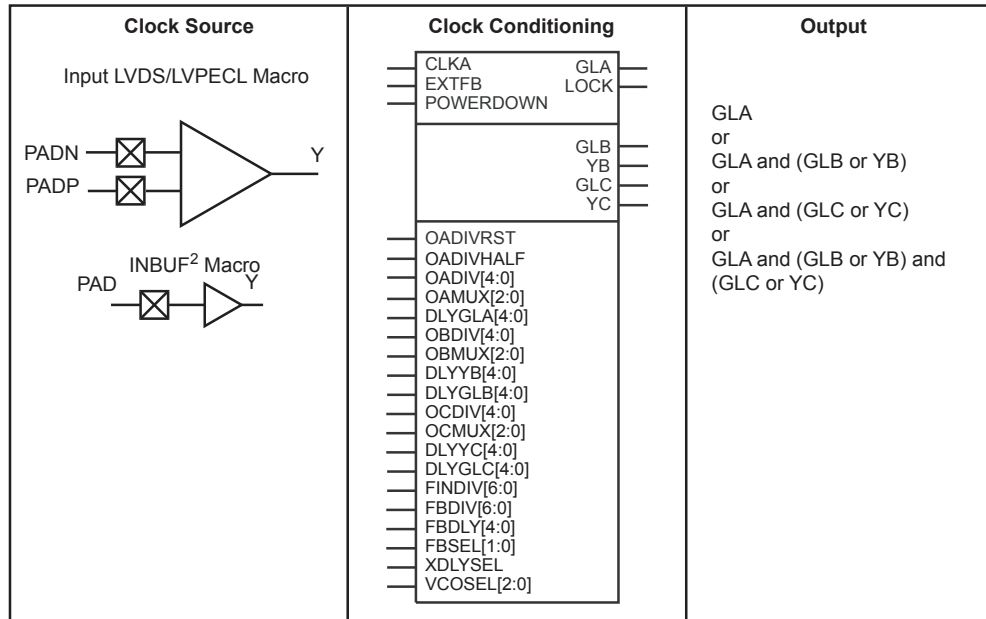 Clock Source
Input LVDS/LVPECL Macro
PADN
PADP
Y
INBUF2 Macro
PAD
Y
Clock Conditioning
CLKA
EXTFB
POWERDOWN
GLA
LOCK
GLB
YB
GLC
YC
OADIVRST
OADIVHALF
OADIV[4:0]
OAMUX[2:0]
DLYGLA[4:0]
OBDIV[4:0]
OBMUX[2:0]
DLYYB[4:0]
DLYGLB[4:0]
OCDIV[4:0]
OCMUX[2:0]
DLYYC[4:0]
DLYGLC[4:0]
FINDIV[6:0]
FBDIV[6:0]
FBDLY[4:0]
FBSEL[1:0]
XDLYSEL
VCOSEL[2:0]
Output
GLA
or
GLA and (GLB or YB)
or
GLA and (GLC or YC)
or
GLA and (GLB or YB) and
(GLC or YC)